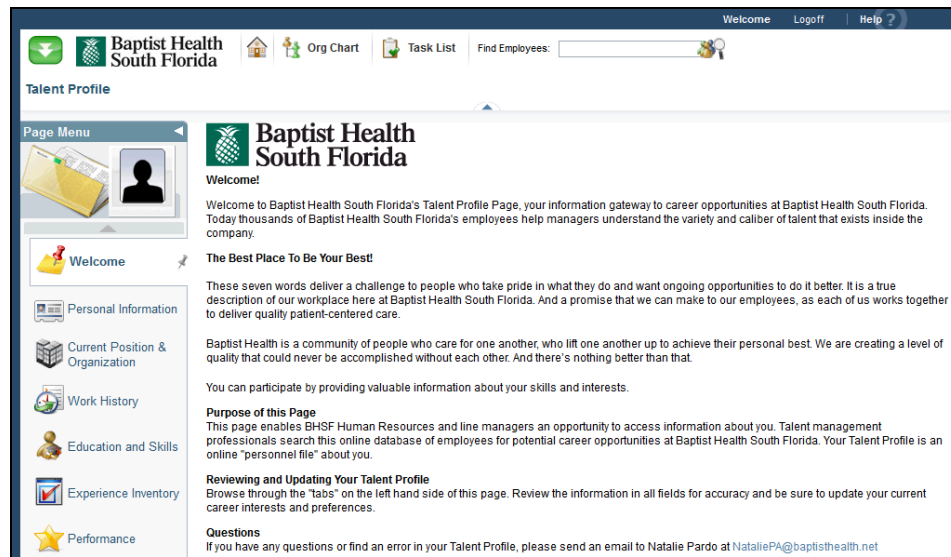 Welcome Logoff Help ?
Baptist Health
South Florida
Org Chart Task List Find Employees:
Talent Profile
Page Menu
Welcome
Personal Information
Current Position &
Organization
Work History
Education and Skills
Experience Inventory
Performance
Baptist Health
South Florida
Welcome!
Welcome to Baptist Health South Florida's Talent Profile Page, your information gateway to career opportunities at Baptist Health South Florida.
Today thousands of Baptist Health South Florida's employees help managers understand the variety and caliber of talent that exists inside the
company.
The Best Place To Be Your Best!
These seven words deliver a challenge to people who take pride in what they do and want ongoing opportunities to do it better. It is a true
description of our workplace here at Baptist Health South Florida. And a promise that we can make to our employees, as each of us works together
to deliver quality patient-centered care.
Baptist Health is a community of people who care for one another, who lift one another up to achieve their personal best. We are creating a level of
quality that could never be accomplished without each other. And there's nothing better than that.
You can participate by providing valuable information about your skills and interests.
Purpose of this Page
This page enables BHSF Human Resources and line managers an opportunity to access information about you. Talent management
professionals search this online database of employees for potential career opportunities at Baptist Health South Florida. Your Talent Profile is an
online "personnel file" about you.
Reviewing and Updating Your Talent Profile
Browse through the "tabs" on the left hand side of this page. Review the information in all fields for accuracy and be sure to update your current
career interests and preferences.
Questions
If you have any questions or find an error in your Talent Profile, please send an email to Natalie Pardo at NataliePA@baptisthealth.net